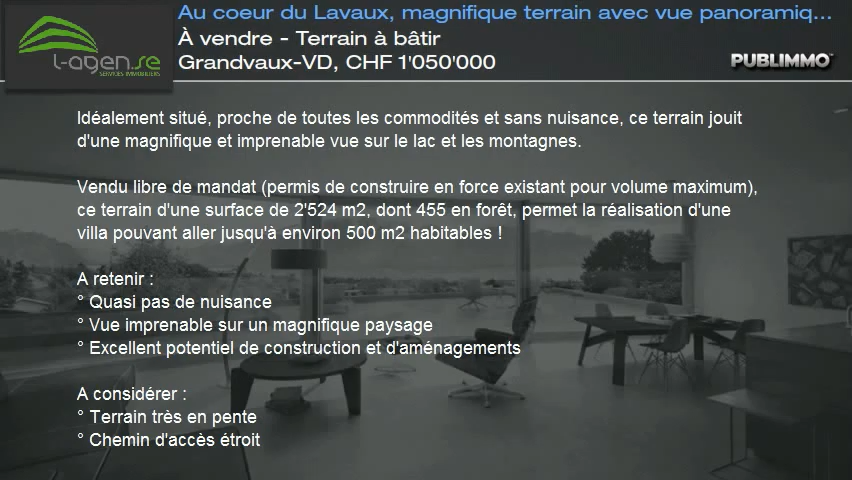 Au coeur du Lavaux, magnifique terrain avec vue panoramiq...
À vendre - Terrain à bâtir
Grandvaux-VD, CHF 1'050'000
l-agen.se
SERVICES IMMOBILIERS
PUBLIMMO
Idéalement situé, proche de toutes les commodités et sans nuisance, ce terrain jouit
d'une magnifique et imprenable vue sur le lac et les montagnes.
Vendu libre de mandat (permis de construire en force existant pour volume maximum),
ce terrain d'une surface de 2'524 m2, dont 455 en forêt, permet la réalisation d'une
villa pouvant aller jusqu'à environ 500 m2 habitables !
A retenir :
° Quasi pas de nuisance
° Vue imprenable sur un magnifique paysage
° Excellent potentiel de construction et d'aménagements
A considérer :
° Terrain très en pente
° Chemin d'accès étroit